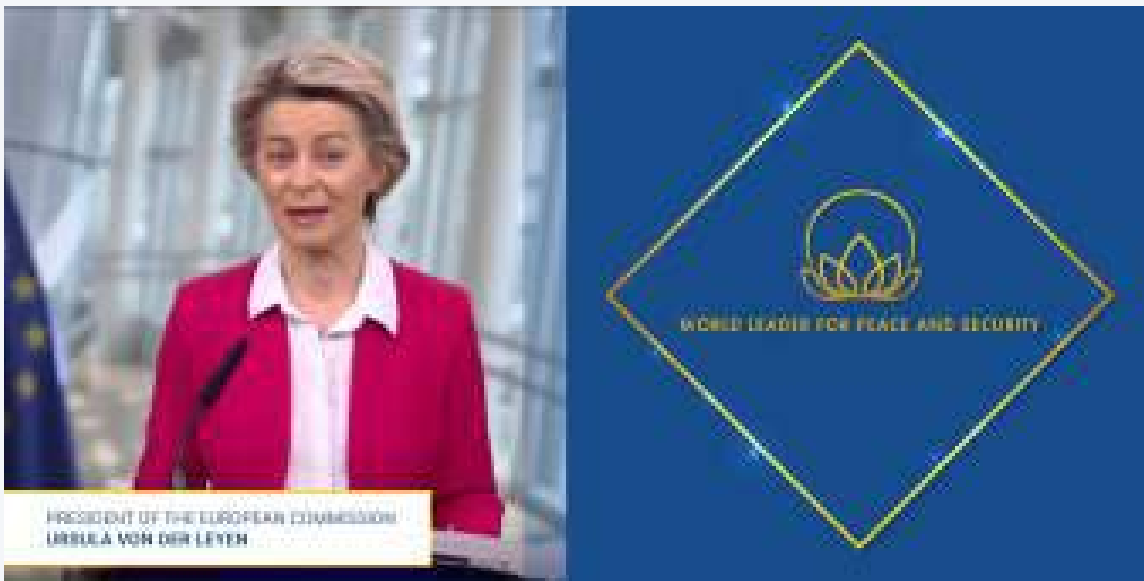 PRESIDENT OF THE EUROPEAN COMMISSION
URSULA VON DER LEYEN
WORLD LEADER FOR PEACE AND SECURITY